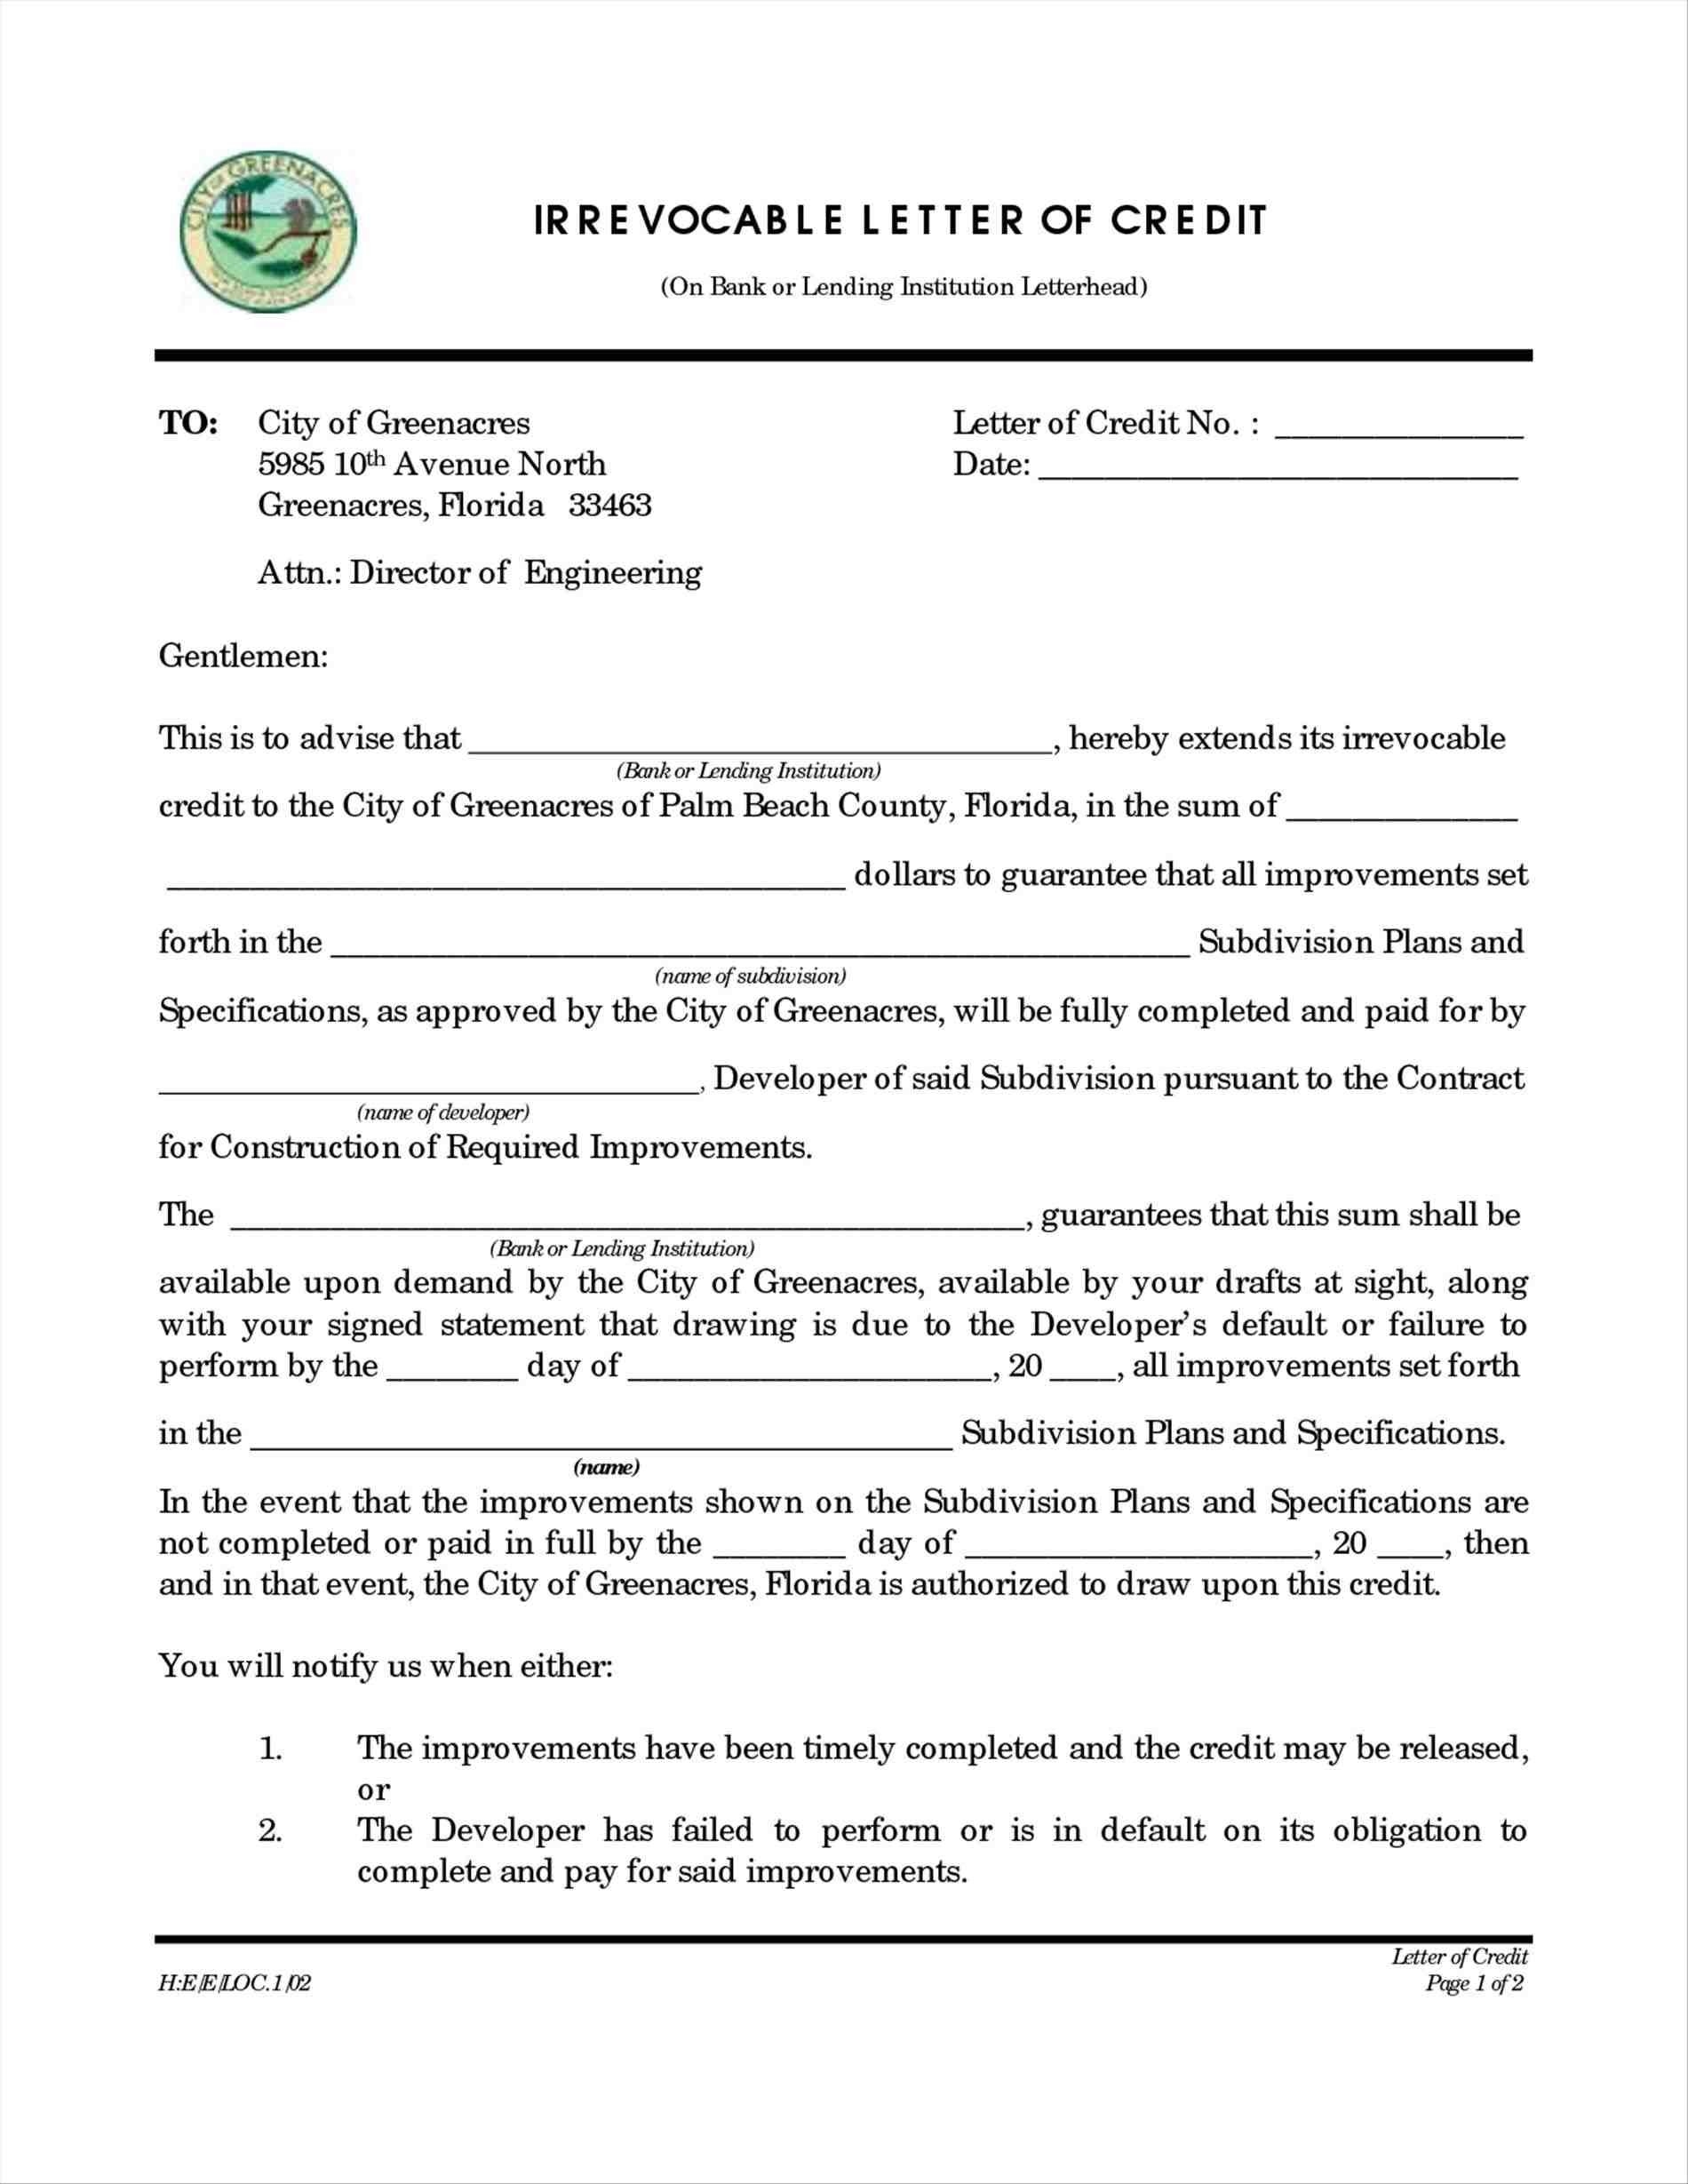 CITY OF GREENACRES
IRREVOCABLE LETTER OF CREDIT
(On Bank or Lending Institution Letterhead)
TO: City of Greenacres Letter of Credit No. : _______________
5985 10th Avenue North Date: _____________________________
Greenacres, Florida 33463
Attn.: Director of Engineering
Gentlemen:
This is to advise that ___________________________________, hereby extends its irrevocable
(Bank or Lending Institution)
credit to the City of Greenacres of Palm Beach County, Florida, in the sum of ______________
_________________________________________ dollars to guarantee that all improvements set
forth in the ____________________________________________________ Subdivision Plans and
(name of subdivision)
Specifications, as approved by the City of Greenacres, will be fully completed and paid for by
_________________________________, Developer of said Subdivision pursuant to the Contract
(name of developer)
for Construction of Required Improvements.
The ________________________________________________, guarantees that this sum shall be
(Bank or Lending Institution)
available upon demand by the City of Greenacres, available by your drafts at sight, along
with your signed statement that drawing is due to the Developer's default or failure to
perform by the ________ day of ______________________, 20 ____, all improvements set forth
in the ___________________________________________ Subdivision Plans and Specifications.
(name)
In the event that the improvements shown on the Subdivision Plans and Specifications are
not completed or paid in full by the ________ day of _____________________, 20 ____, then
and in that event, the City of Greenacres, Florida is authorized to draw upon this credit.
You will notify us when either:
1. The improvements have been timely completed and the credit may be released,
or
2. The Developer has failed to perform or is in default on its obligation to
complete and pay for said improvements.
Letter of Credit
H:E/E/LOC.1/02 Page 1 of 2